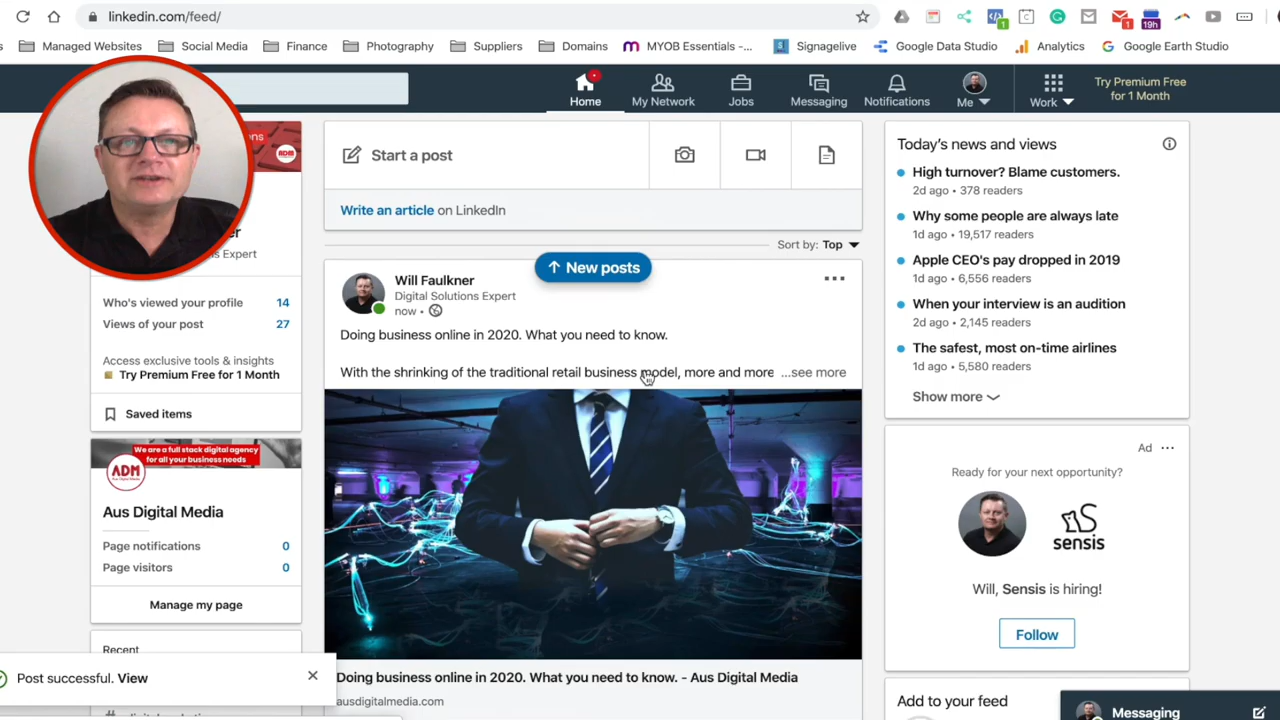 linkedin.com/feed/
1
1
19h
Managed Websites
Social Media
Finance
Photography
Suppliers
Domains
MYOB Essentials -...
Signagelive
Google Data Studio
Analytics
Google Earth Studio
Home
My Network
Jobs
Messaging
Notifications
Me
Work
Try Premium Free
for 1 Month
ADM
s Expert
Who's viewed your profile 14
Views of your post 27
Access exclusive tools & insights
Try Premium Free for 1 Month
Saved items
We are a full stack digital agency
for all your business needs
ADM
Aus Digital Media
Page notifications 0
Page visitors 0
Manage my page
Recent
Post successful. View
Start a post
Write an article on LinkedIn
Sort by: Top
New posts
Will Faulkner
Digital Solutions Expert
now •
Doing business online in 2020. What you need to know.
With the shrinking of the traditional retail business model, more and more ...see more
Doing business online in 2020. What you need to know. - Aus Digital Media
ausdigitalmedia.com
Today's news and views
High turnover? Blame customers.
2d ago • 378 readers
Why some people are always late
1d ago • 19,517 readers
Apple CEO's pay dropped in 2019
1d ago • 6,556 readers
When your interview is an audition
2d ago • 2,145 readers
The safest, most on-time airlines
1d ago • 5,580 readers
Show more
Ad
Ready for your next opportunity?
sensis
Will, Sensis is hiring!
Follow
Add to your feed
Messaging